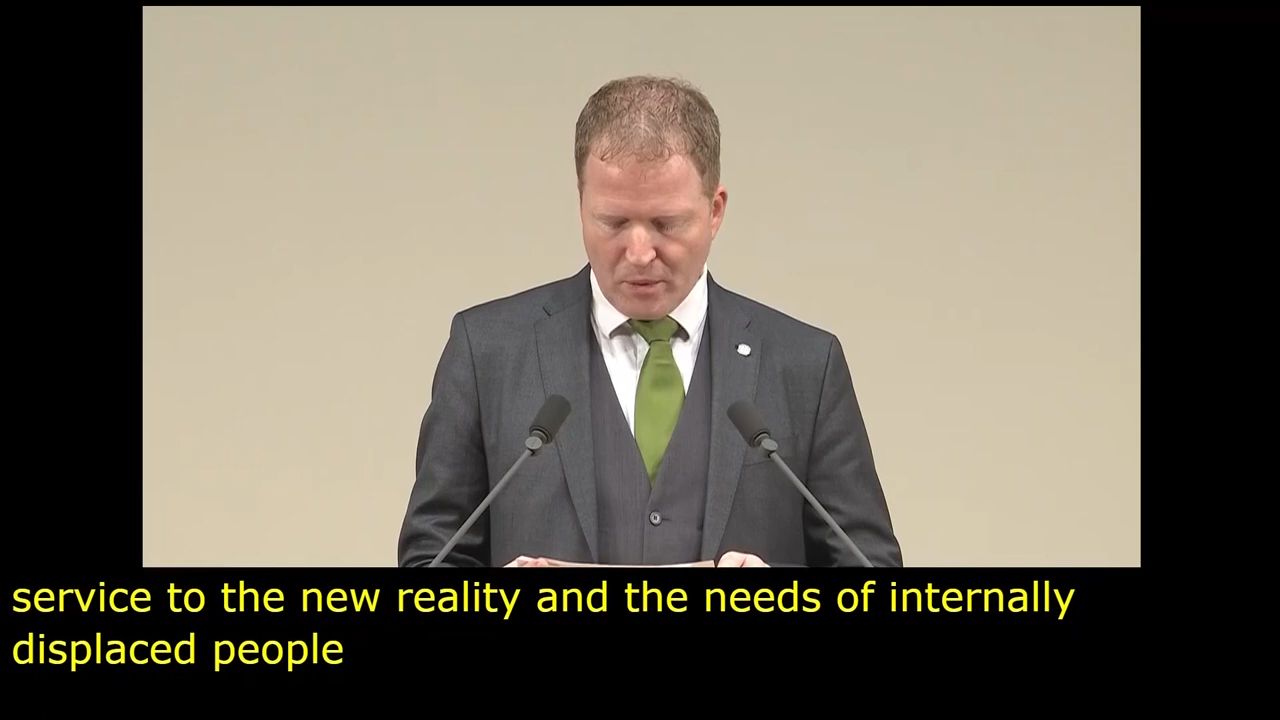 service to the new reality and the needs of internally
displaced people